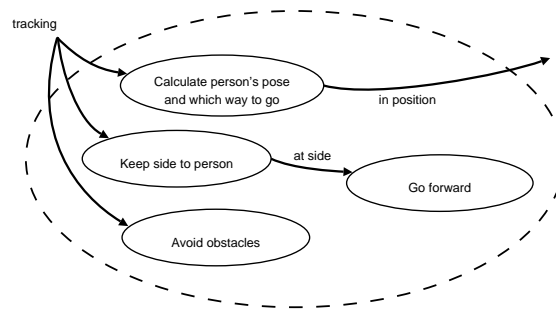 tracking
Calculate person's pose
and which way to go
in position
Keep side to person
at side
Go forward
Avoid obstacles